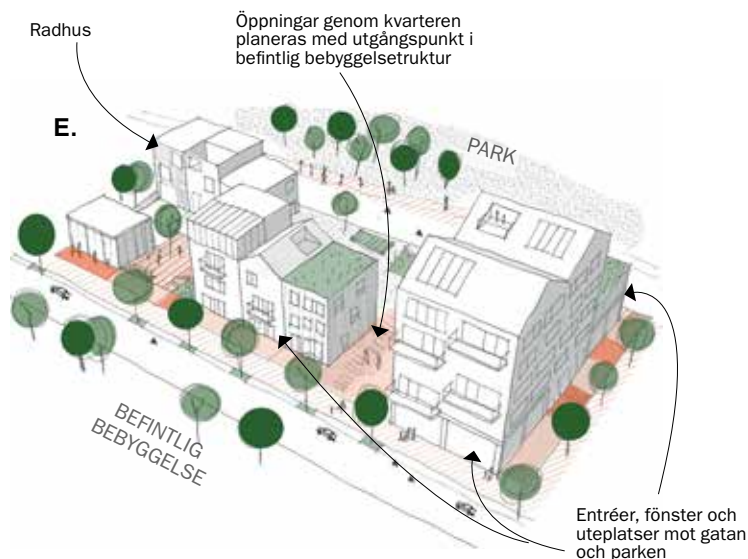 Radhus
Öppningar genom kvarteren
planeras med utgångspunkt i
befintlig bebyggelsetruktur
E.
PARK
BEFINTLIG
BEBYGGELSE
Entréer, fönster och
uteplatser mot gatan
och parken